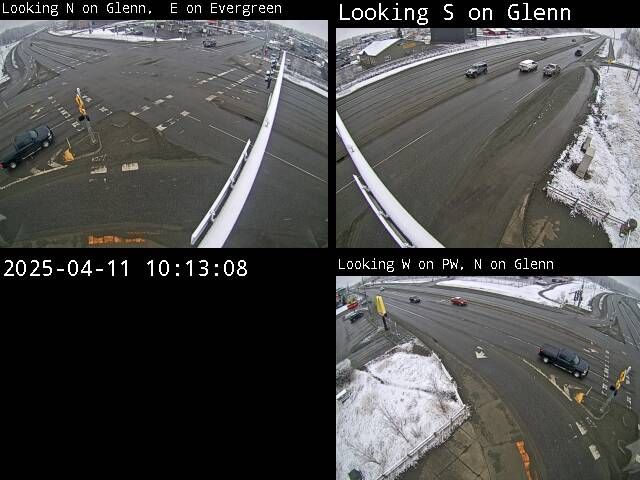 Looking N on Glenn,  E on Evergreen
Looking S on Glenn
2025-04-11 10:13:08
Looking W on PW, N on Glenn